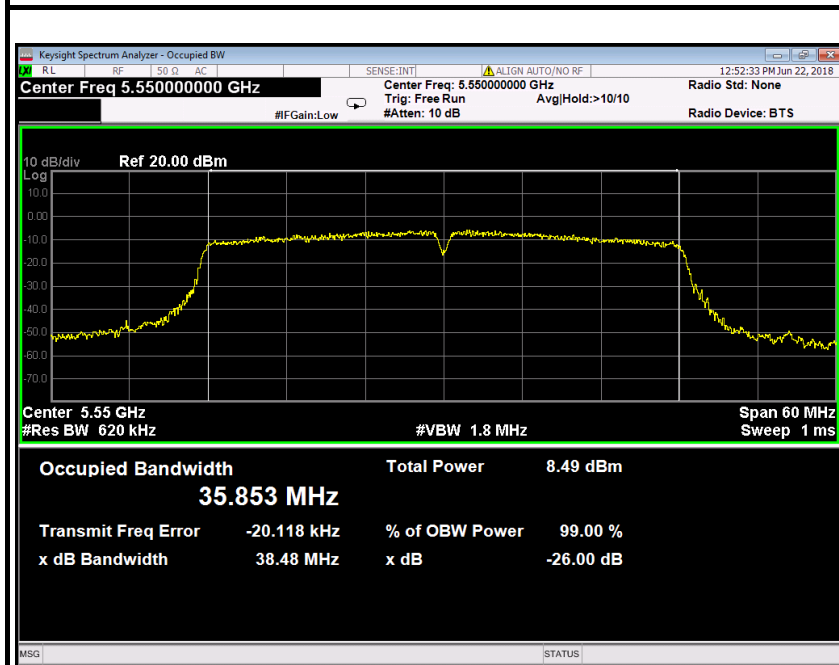 Keysight Spectrum Analyzer - Occupied BW
RL RF 50 Ω AC SENSE:INT ALIGN AUTO/NO RF 12:52:33 PM Jun 22, 2018
Center Freq 5.550000000 GHz Center Freq: 5.550000000 GHz Radio Std: None
Trig: Free Run Avg|Hold:>10/10
#IFGain:Low #Atten: 10 dB Radio Device: BTS
10 dB/div Ref 20.00 dBm
Log
10.0
0.00
-10.0
-20.0
-30.0
-40.0
-50.0
-60.0
-70.0
Center 5.55 GHz Span 60 MHz
#Res BW 620 kHz #VBW 1.8 MHz Sweep 1 ms
Occupied Bandwidth Total Power 8.49 dBm
35.853 MHz
Transmit Freq Error -20.118 kHz % of OBW Power 99.00 %
x dB Bandwidth 38.48 MHz x dB -26.00 dB
MSG STATUS